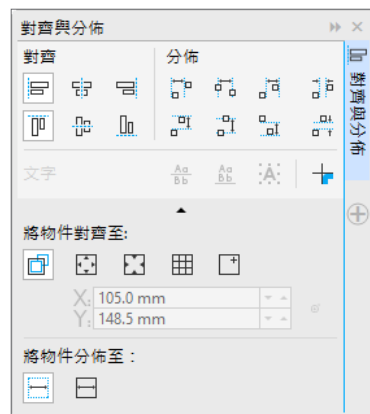 對齊與分佈
對齊
分佈
文字
Aa
Bb
Aa
Bb
A
將物件對齊至:
X: 105.0 mm
Y: 148.5 mm
將物件分佈至：
對齊與分佈